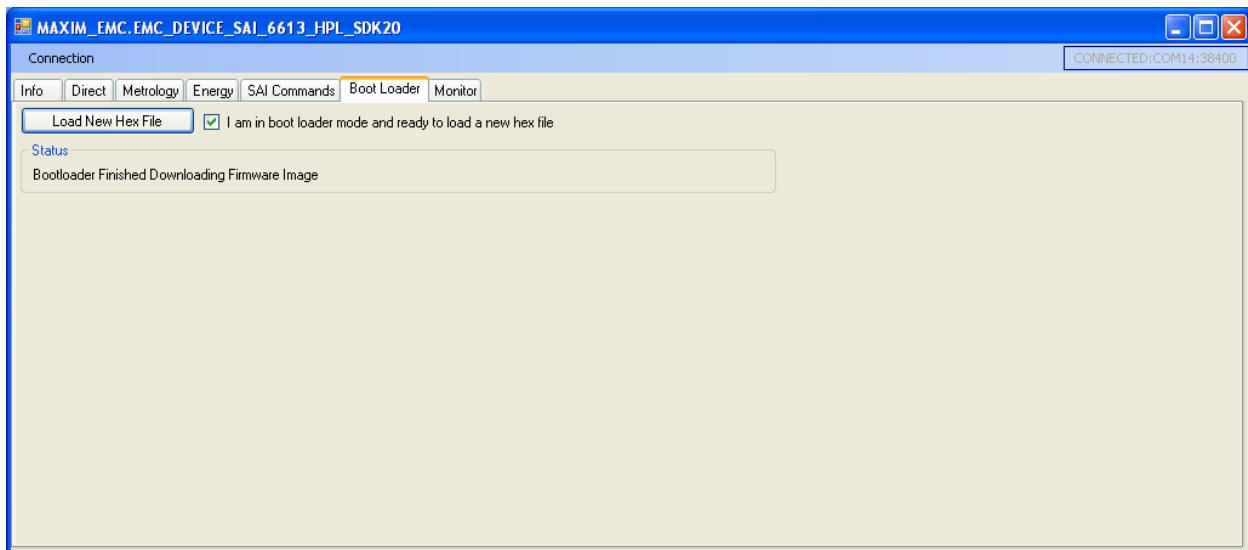 MAXIM_EMC.EMC_DEVICE_SAI_6613_HPL_SDK20
Connection
CONNECTED:COM14:38400
Info Direct Metrology Energy SAI Commands Boot Loader Monitor
Load New Hex File I am in boot loader mode and ready to load a new hex file
Status
Bootloader Finished Downloading Firmware Image